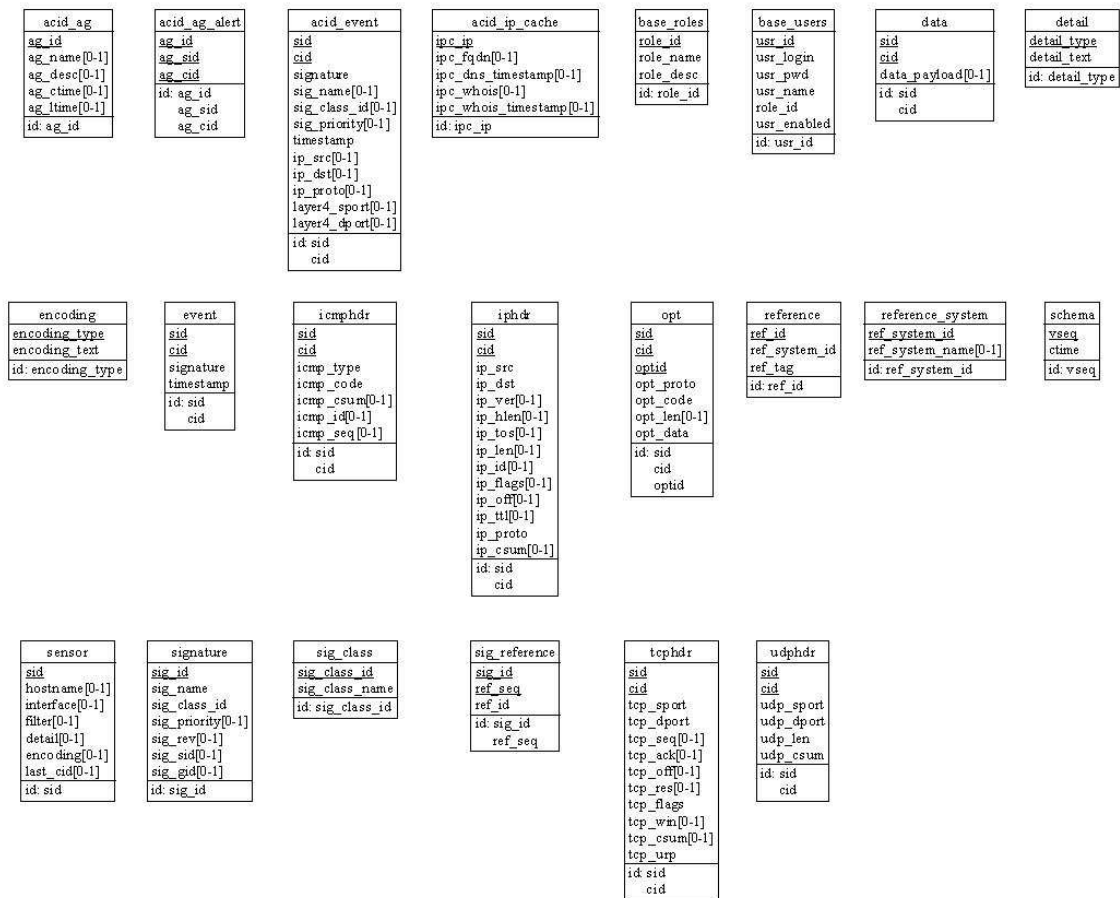 acid_ag
ag_id
ag_name[0-1]
ag_desc[0-1]
ag_ctime[0-1]
ag_ltime[0-1]
id: ag_id
acid_ag_alert
ag_id
ag_sid
ag_cid
id: ag_id
ag_sid
ag_cid
acid_event
sid
cid
signature
sig_name[0-1]
sig_class_id[0-1]
sig_priority[0-1]
timestamp
ip_src[0-1]
ip_dst[0-1]
ip_proto[0-1]
layer4_sport[0-1]
layer4_dport[0-1]
id: sid
cid
acid_ip_cache
ipc_ip
ipc_fqdn[0-1]
ipc_dns_timestamp[0-1]
ipc_whois[0-1]
ipc_whois_timestamp[0-1]
id: ipc_ip
base_roles
role_id
role_name
role_desc
id: role_id
base_users
usr_id
usr_login
usr_pwd
usr_name
role_id
usr_enabled
id: usr_id
data
sid
cid
data_payload[0-1]
id: sid
cid
detail
detail_type
detail_text
id: detail_type
encoding
encoding_type
encoding_text
id: encoding_type
event
sid
cid
signature
timestamp
id: sid
cid
icmphdr
sid
cid
icmp_type
icmp_code
icmp_csum[0-1]
icmp_id[0-1]
icmp_seq[0-1]
id: sid
cid
iphdr
sid
cid
ip_src
ip_dst
ip_ver[0-1]
ip_hlen[0-1]
ip_tos[0-1]
ip_len[0-1]
ip_id[0-1]
ip_flags[0-1]
ip_off[0-1]
ip_ttl[0-1]
ip_proto
ip_csum[0-1]
id: sid
cid
opt
sid
cid
optid
opt_proto
opt_code
opt_len[0-1]
opt_data
id: sid
cid
optid
reference
ref_id
ref_system_id
ref_tag
id: ref_id
reference_system
ref_system_id
ref_system_name[0-1]
id: ref_system_id
schema
vseq
ctime
id: vseq
sensor
sid
hostname[0-1]
interface[0-1]
filter[0-1]
detail[0-1]
encoding[0-1]
last_cid[0-1]
id: sid
signature
sig_id
sig_name
sig_class_id
sig_priority[0-1]
sig_rev[0-1]
sig_sid[0-1]
sig_gid[0-1]
id: sig_id
sig_class
sig_class_id
sig_class_name
id: sig_class_id
sig_reference
sig_id
ref_seq
ref_id
id: sig_id
ref_seq
tcphdr
sid
cid
tcp_sport
tcp_dport
tcp_seq[0-1]
tcp_ack[0-1]
tcp_off[0-1]
tcp_res[0-1]
tcp_flags
tcp_win[0-1]
tcp_csum[0-1]
tcp_urp
id: sid
cid
udphdr
sid
cid
udp_sport
udp_dport
udp_len
udp_csum
id: sid
cid